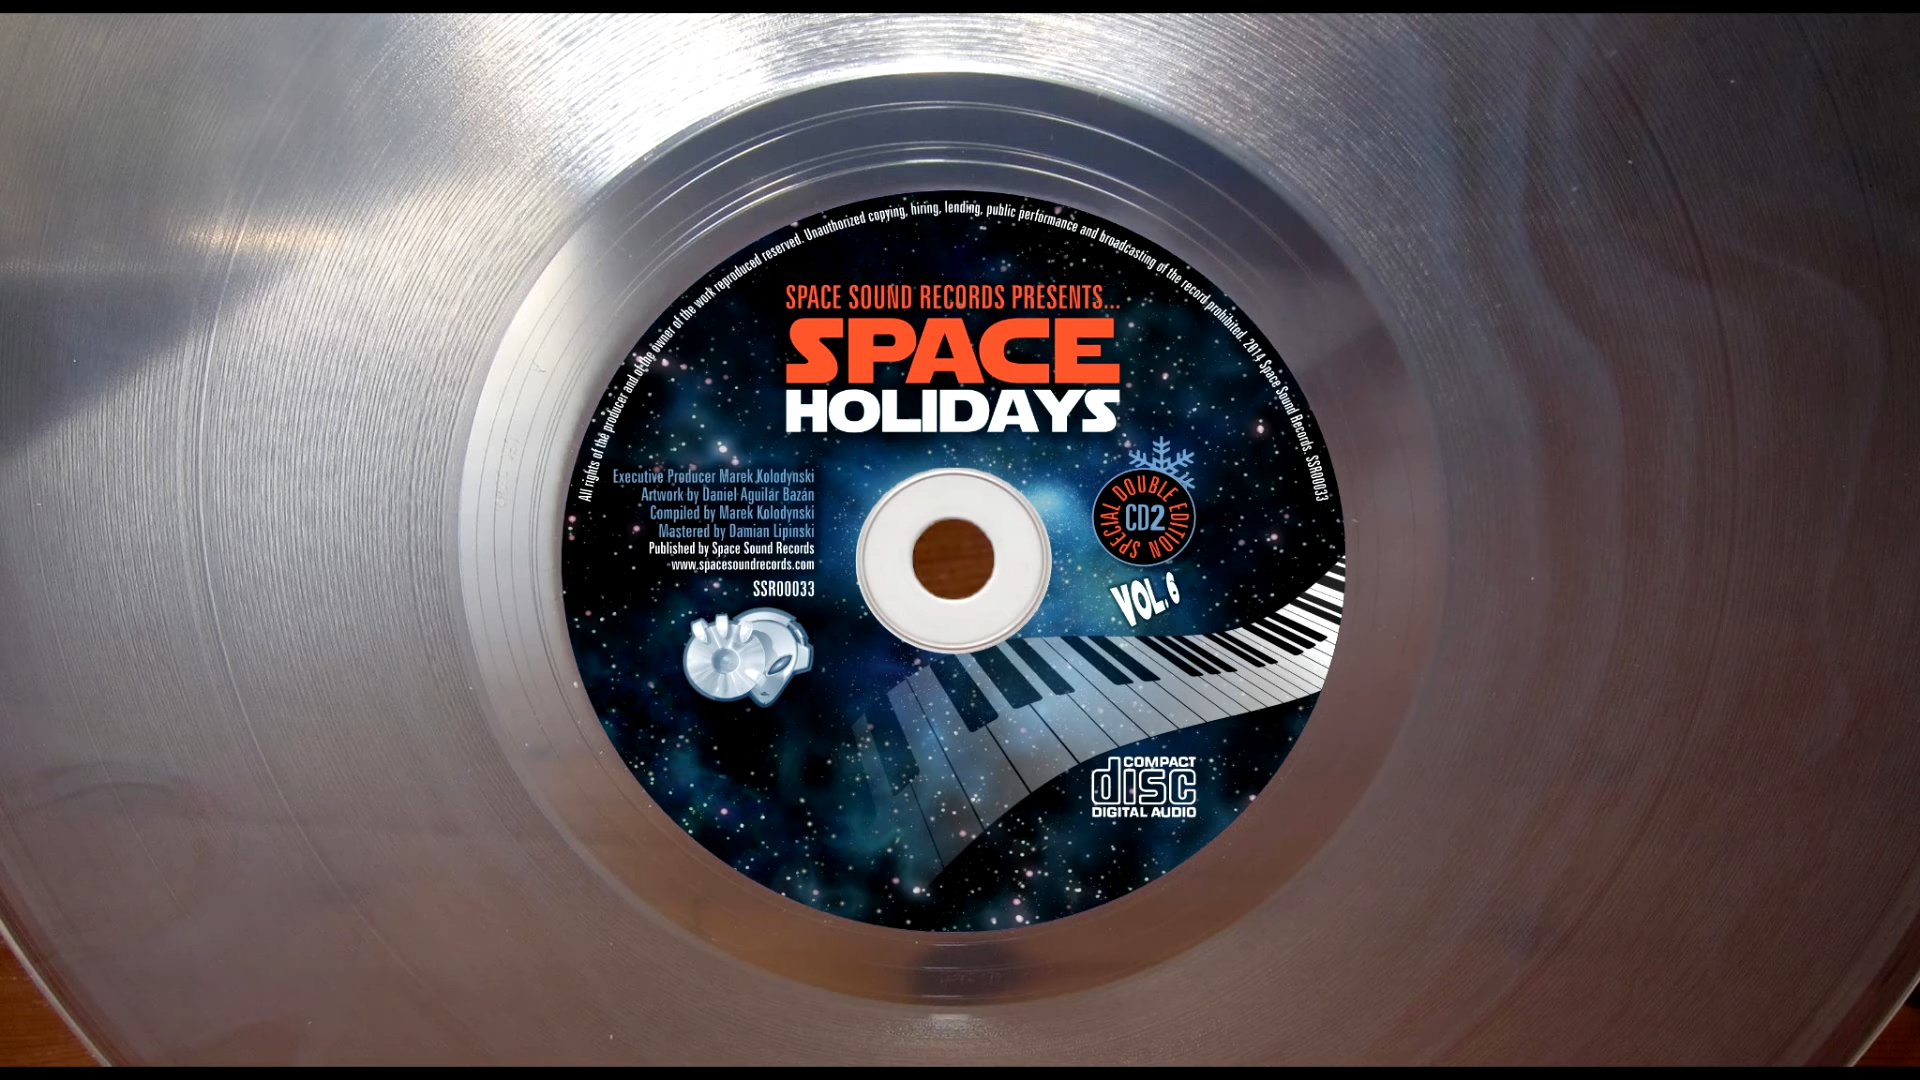 All rights of the producer and of the owner of the work reproduced reserved. Unauthorized copying, hiring, lending, public performance and broadcasting of the record prohibited. 2014 Space Sound Records. SSR00033
SPACE SOUND RECORDS PRESENTS...
SPACE
HOLIDAYS
Executive Producer Marek Kolodynski
Artwork by Daniel Aguilar Bazán
Compiled by Marek Kolodynski
Mastered by Damian Lipinski
Published by Space Sound Records
www.spacesoundrecords.com
SSR00033
SPECIAL DOUBLE EDITION
CD2
VOL. 6
COMPACT
disc
DIGITAL AUDIO